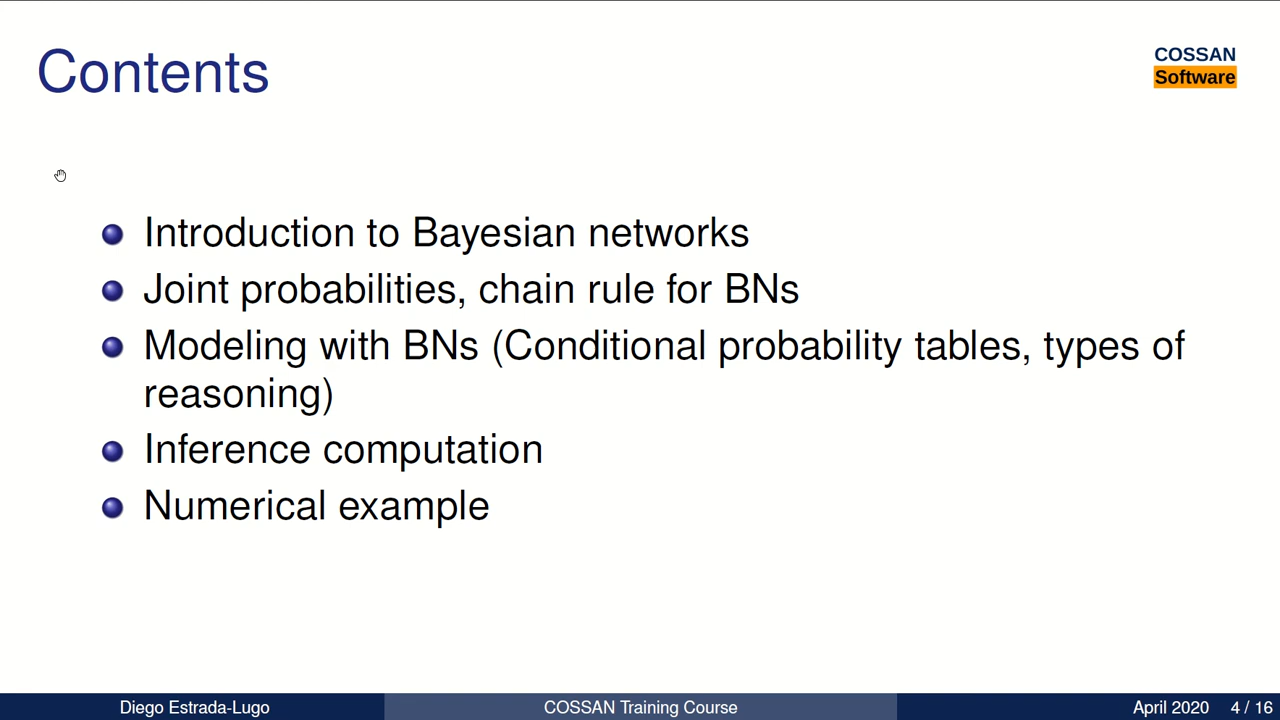 Contents
COSSAN
Software
Introduction to Bayesian networks
Joint probabilities, chain rule for BNs
Modeling with BNs (Conditional probability tables, types of
reasoning)
Inference computation
Numerical example
Diego Estrada-Lugo
COSSAN Training Course
April 2020 4 / 16